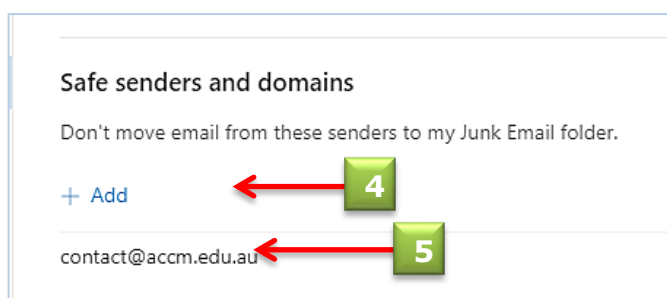 Safe senders and domains
Don't move email from these senders to my Junk Email folder.
+ Add
4
contact@accm.edu.au
5